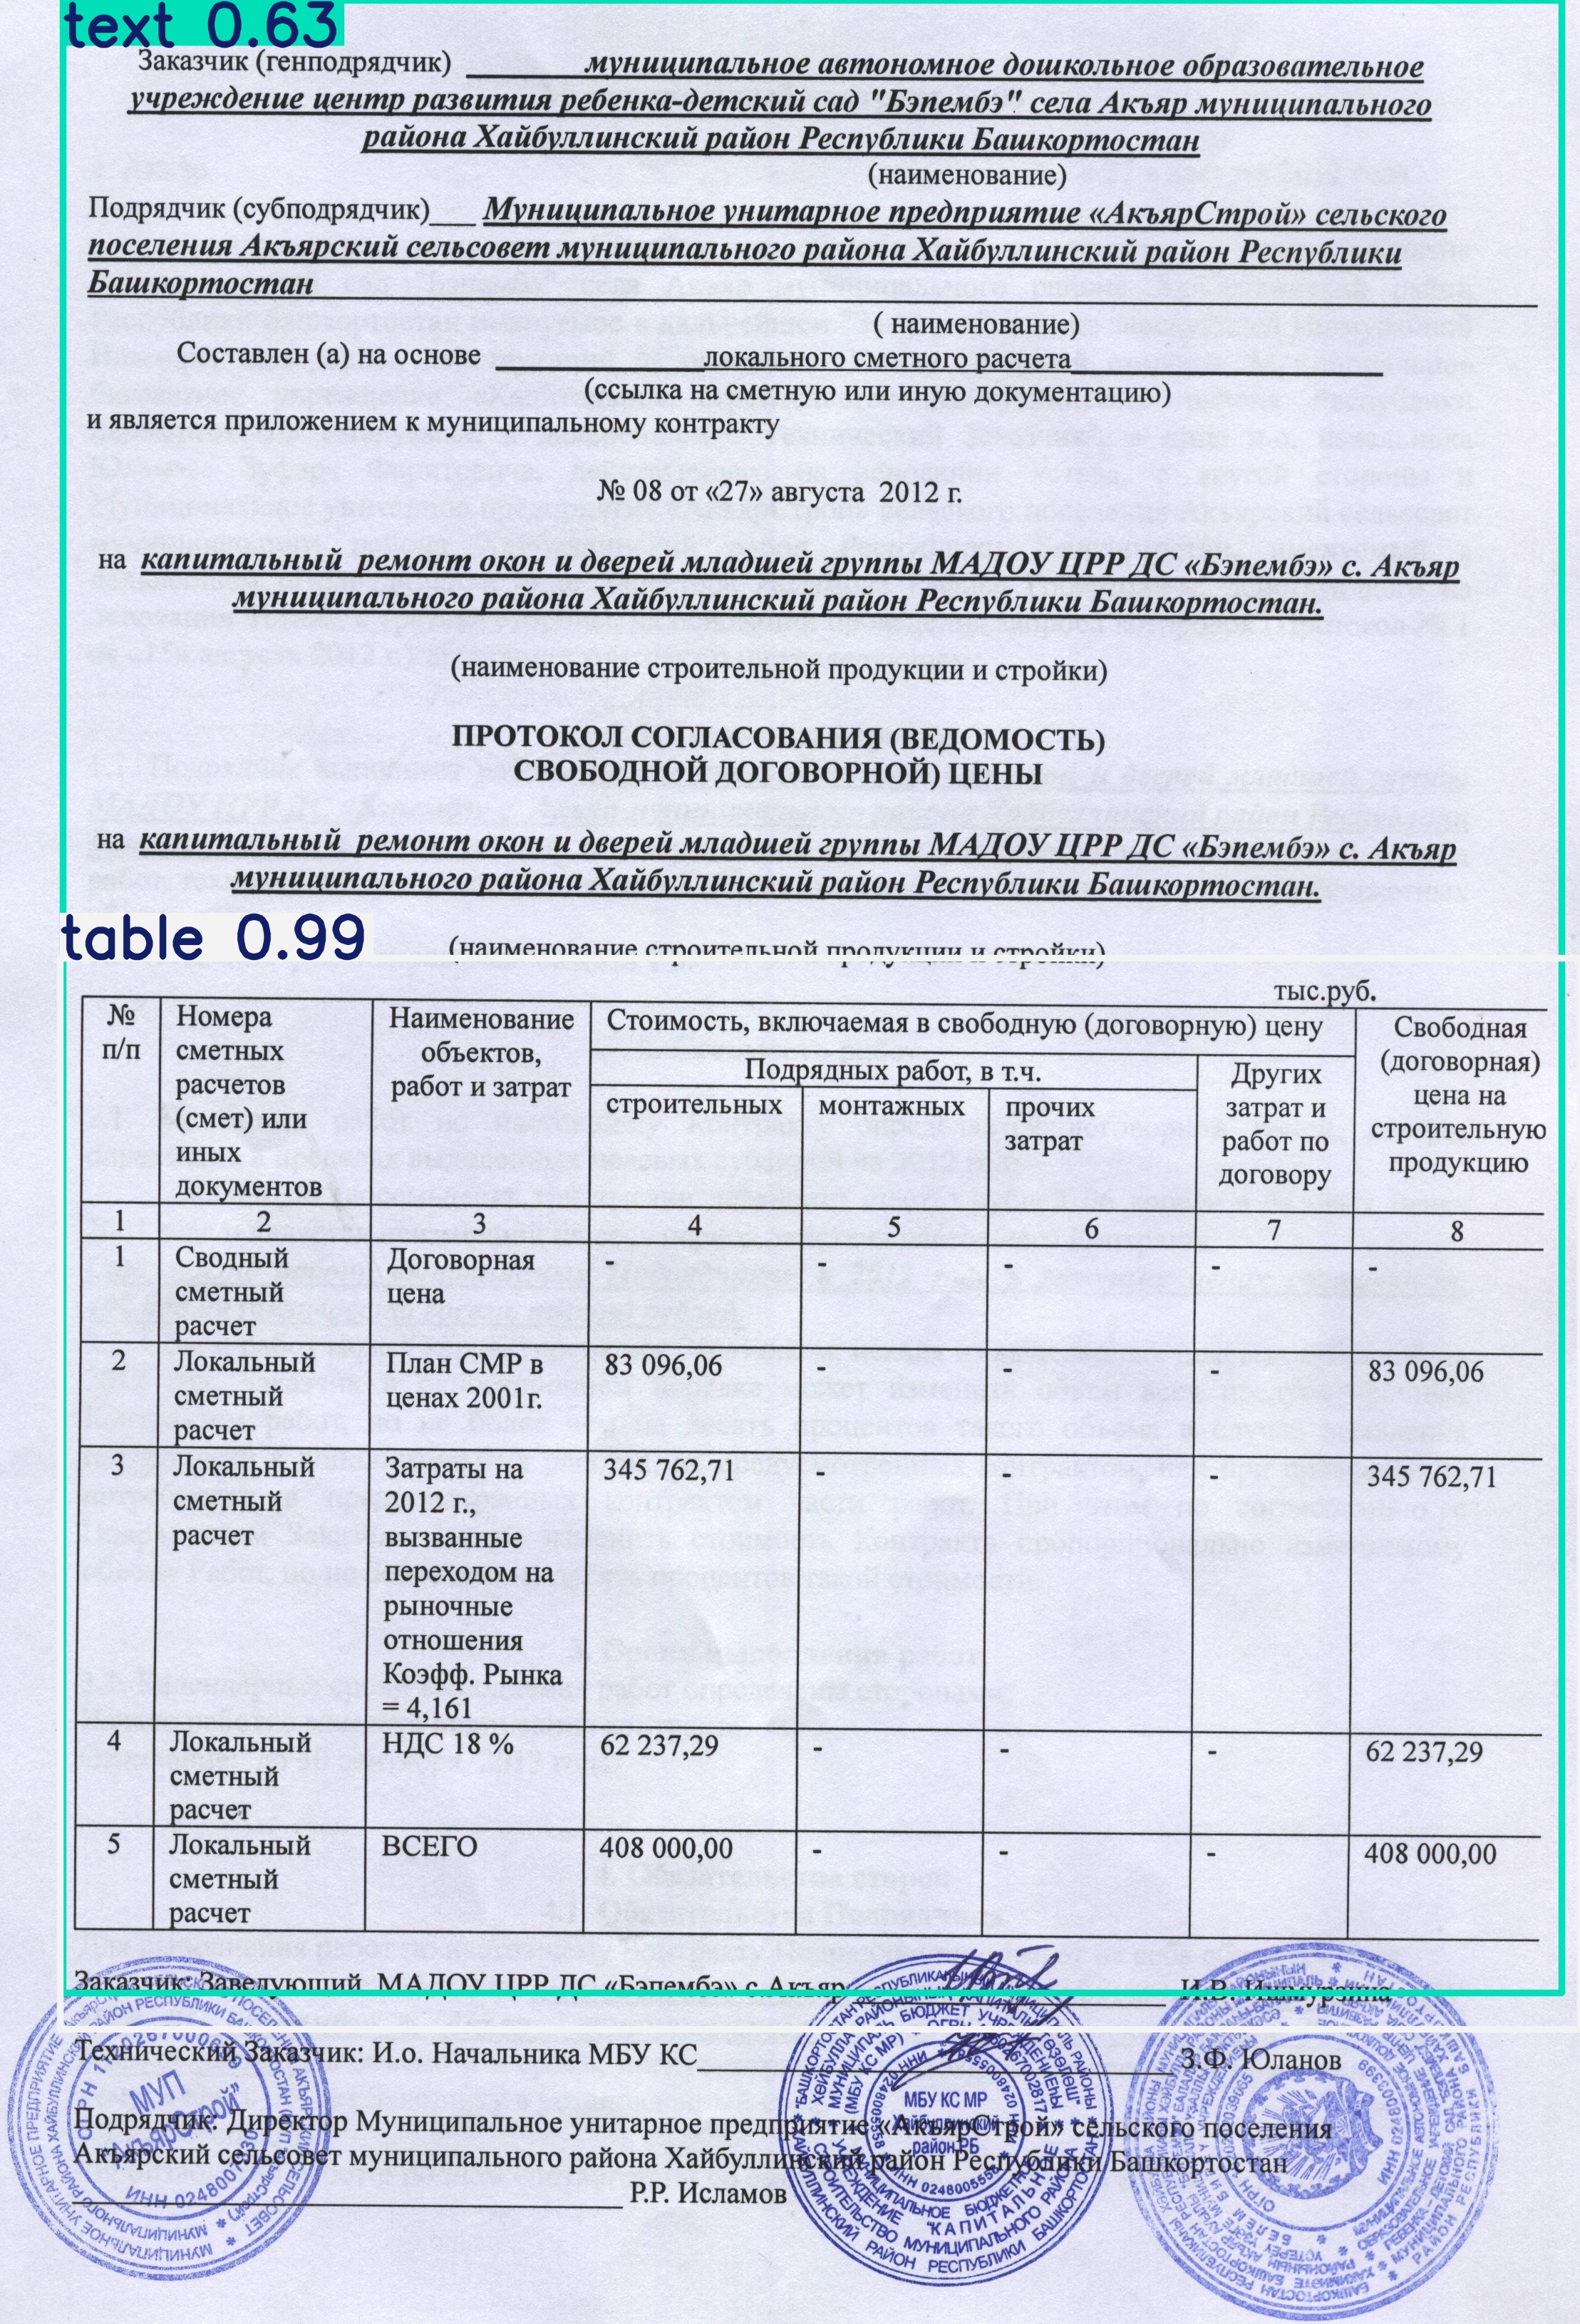 text 0.63
Заказчик (генподрядчик) муниципальное автономное дошкольное образовательное
учреждение центр развития ребенка-детский сад "Бэпембэ" села Акъяр муниципального
района Хайбуллинский район Республики Башкортостан
(наименование)
Подрядчик (субподрядчик)___ Муниципальное унитарное предприятие «АкъярСтрой» сельского
поселения Акъярский сельсовет муниципального района Хайбуллинский район Республики
Башкортостан
( наименование)
Составлен (а) на основе локального сметного расчета
(ссылка на сметную или иную документацию)
и является приложением к муниципальному контракту
№ 08 от «27» августа 2012 г.
на капитальный ремонт окон и дверей младшей группы МАДОУ ЦРР ДС «Бэпембэ» с. Акъяр
муниципального района Хайбуллинский район Республики Башкортостан.
(наименование строительной продукции и стройки)
ПРОТОКОЛ СОГЛАСОВАНИЯ (ВЕДОМОСТЬ)
СВОБОДНОЙ ДОГОВОРНОЙ) ЦЕНЫ
на капитальный ремонт окон и дверей младшей группы МАДОУ ЦРР ДС «Бэпембэ» с. Акъяр
муниципального района Хайбуллинский район Республики Башкортостан.
table 0.99
(наименование строительной продукции и стройки)
тыс.руб.
№ п/п Номера сметных расчетов (смет) или иных документов Наименование объектов, работ и затрат Стоимость, включаемая в свободную (договорную) цену Свободная (договорная) цена на строительную продукцию
Подрядных работ, в т.ч. Других затрат и работ по договору
строительных монтажных прочих затрат
1 2 3 4 5 6 7 8
1 Сводный сметный расчет Договорная цена - - - - -
2 Локальный сметный расчет План СМР в ценах 2001г. 83 096,06 - - - 83 096,06
3 Локальный сметный расчет Затраты на 2012 г., вызванные переходом на рыночные отношения Коэфф. Рынка = 4,161 345 762,71 - - - 345 762,71
4 Локальный сметный расчет НДС 18 % 62 237,29 - - - 62 237,29
5 Локальный сметный расчет ВСЕГО 408 000,00 - - - 408 000,00
Заказчик: Заведующий МАДОУ ЦРР ДС «Бэпембэ» с.Акъяр И.В. Ишмурзина
Технический Заказчик: И.о. Начальника МБУ КС З.Ф. Юланов
Подрядчик: Директор Муниципальное унитарное предприятие «АкъярСтрой» сельского поселения
Акъярский сельсовет муниципального района Хайбуллинский район Республики Башкортостан
Р.Р. Исламов
МУП
"АкъярСтрой"
МБУ КС МР
Хайбуллинский
район РБ